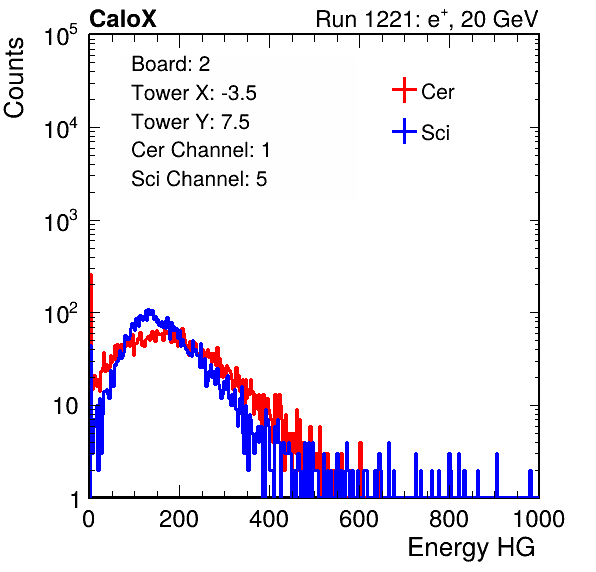 CaloX Run 1221: e⁺, 20 GeV
Counts
Board: 2
Tower X: -3.5
Tower Y: 7.5
Cer Channel: 1
Sci Channel: 5
Cer
Sci
10⁵
10⁴
10³
10²
10
1
0 200 400 600 800 1000
Energy HG